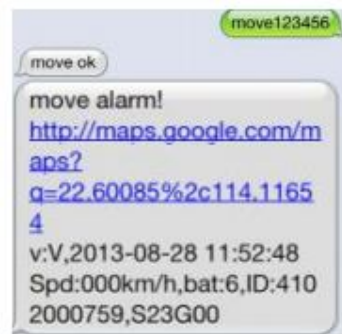 move123456
move ok
move alarm!
http://maps.google.com/m
aps?
q=22.60085%2c114.1165
4
v:V,2013-08-28 11:52:48
Spd:000km/h,bat:6,ID:410
2000759,S23G00